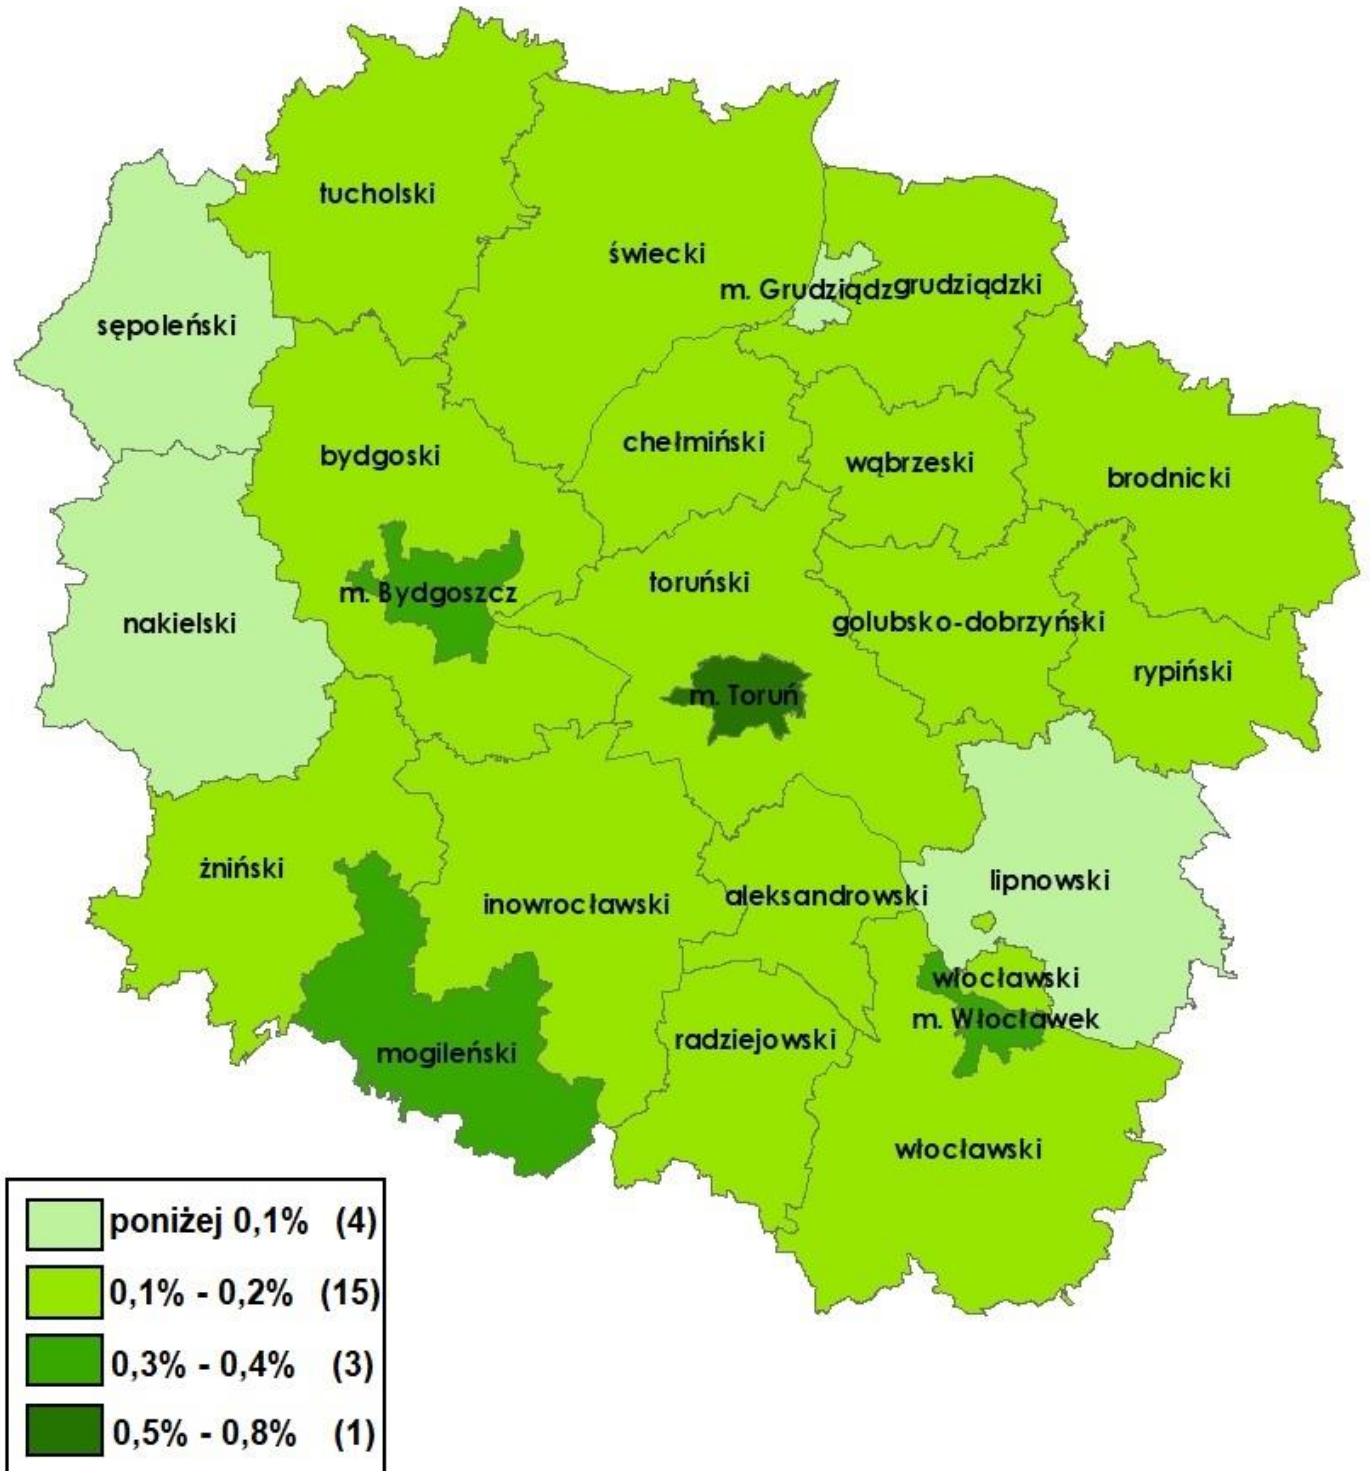 tucholski
świecki
m. Grudziądz
grudziądzki
sępoleński
bydgoski
chełmiński
wąbrzeski
brodnicki
m. Bydgoszcz
toruński
nakielski
golubsko-dobrzyński
rypiński
m. Toruń
żniński
inowrocławski
aleksandrowski
lipnowski
włocławski
m. Włocławek
mogileński
radziejowski
włocławski
poniżej 0,1% (4)
0,1% - 0,2% (15)
0,3% - 0,4% (3)
0,5% - 0,8% (1)